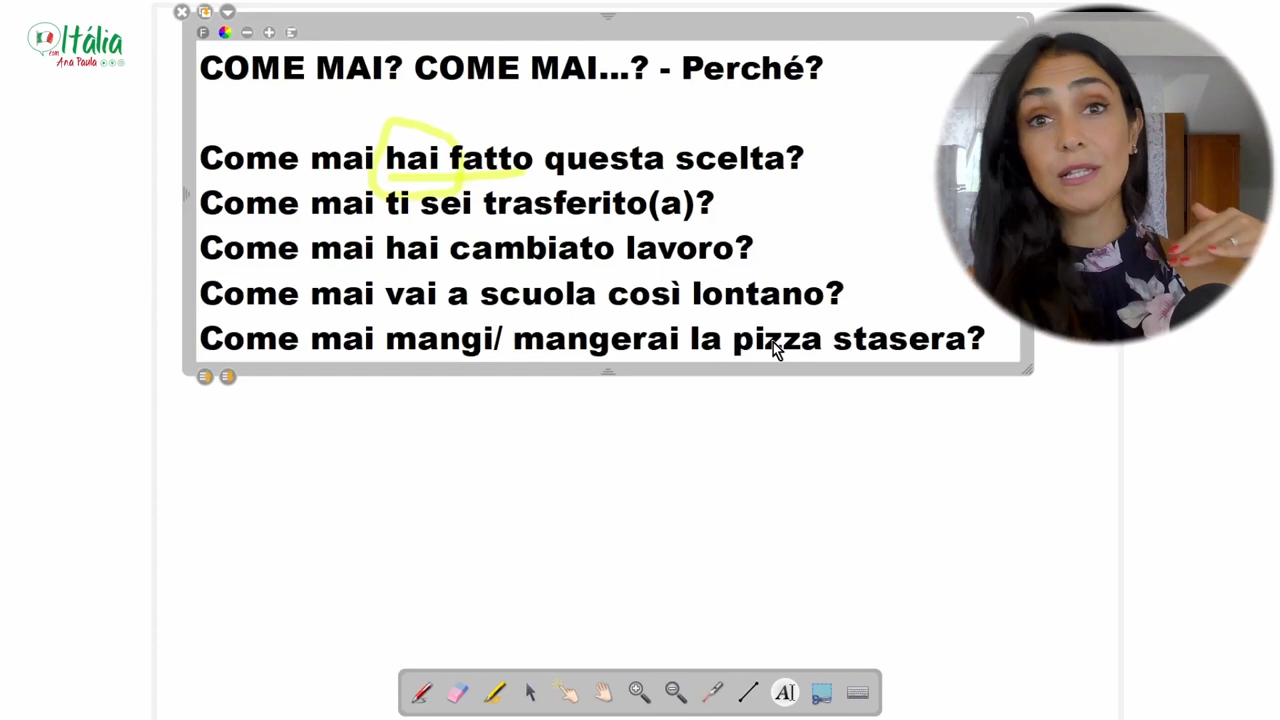 Itália
com
Ana Paula
COME MAI? COME MAI...? - Perché?
Come mai hai fatto questa scelta?
Come mai ti sei trasferito(a)?
Come mai hai cambiato lavoro?
Come mai vai a scuola così lontano?
Come mai mangi/ mangerai la pizza stasera?